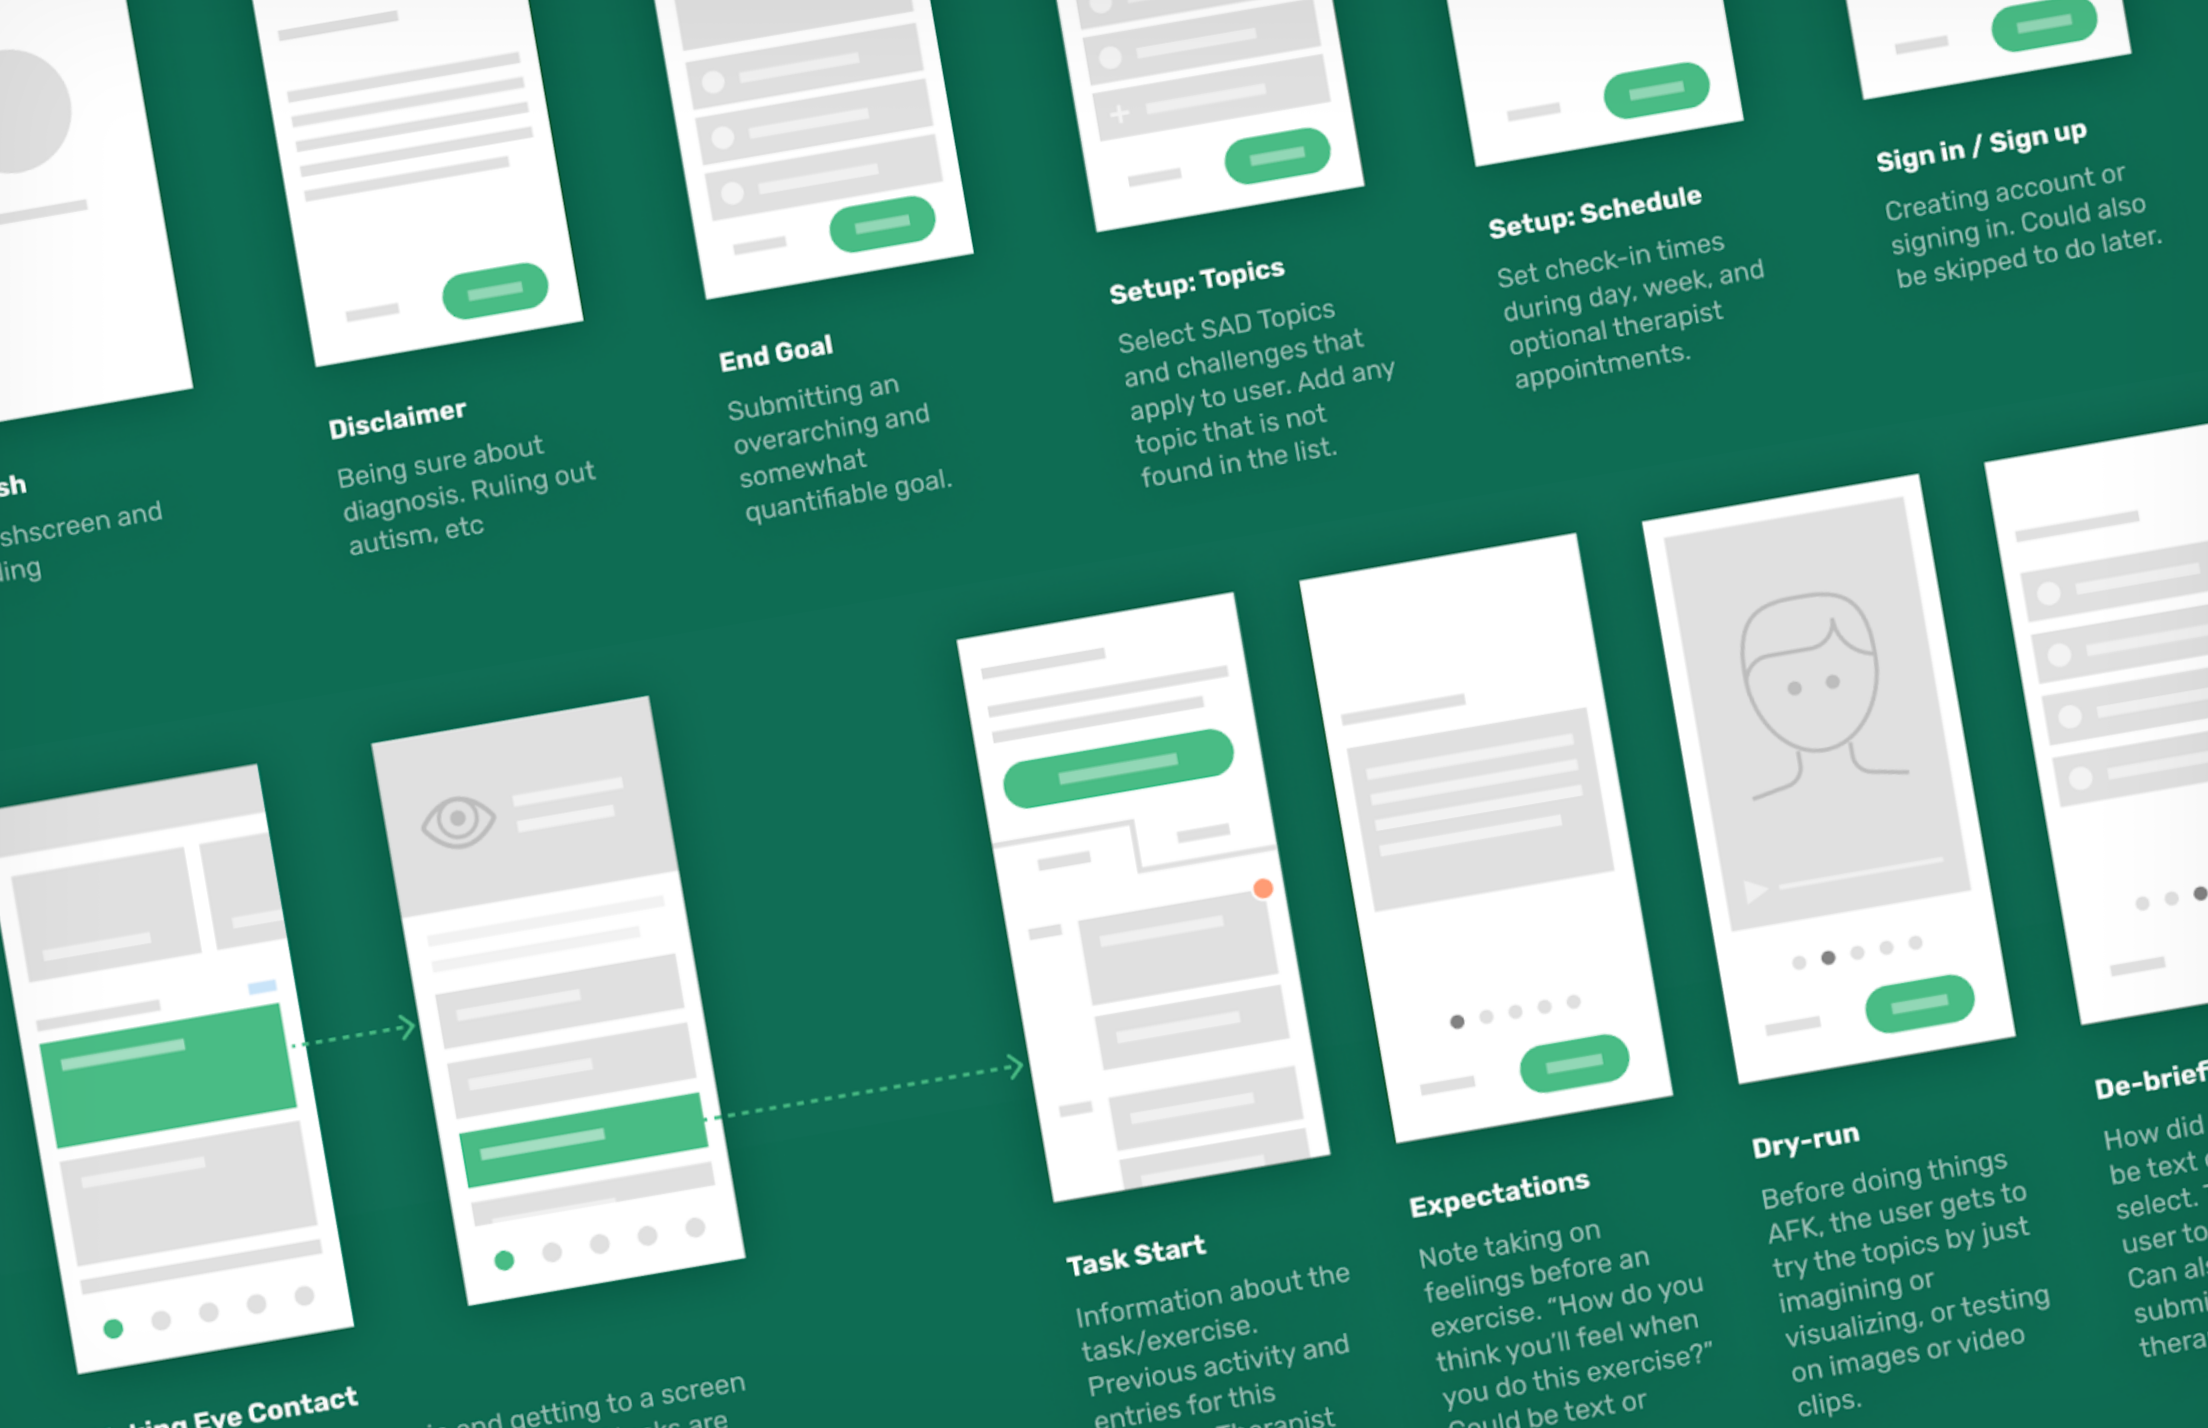 Sign in / Sign up
Creating account or
signing in. Could also
be skipped to do later.
Setup: Schedule
Set check-in times
during day, week, and
optional therapist
appointments.
Setup: Topics
Select SAD Topics
and challenges that
apply to user. Add any
topic that is not
found in the list.
End Goal
Submitting an
overarching and
somewhat
quantifiable goal.
Disclaimer
Being sure about
diagnosis. Ruling out
autism, etc
sh
shscreen and
ling
Eye Contact
and getting to a screen
are
Task Start
Information about the
task/exercise.
Previous activity and
entries for this
Therapist
Expectations
Note taking on
feelings before an
exercise. “How do you
think you’ll feel when
you do this exercise?”
Could be text or
Dry-run
Before doing things
AFK, the user gets to
try the topics by just
imagining or
visualizing, or testing
on images or video
clips.
De-brief
How did
be text
select.
user to
Can als
submi
thera